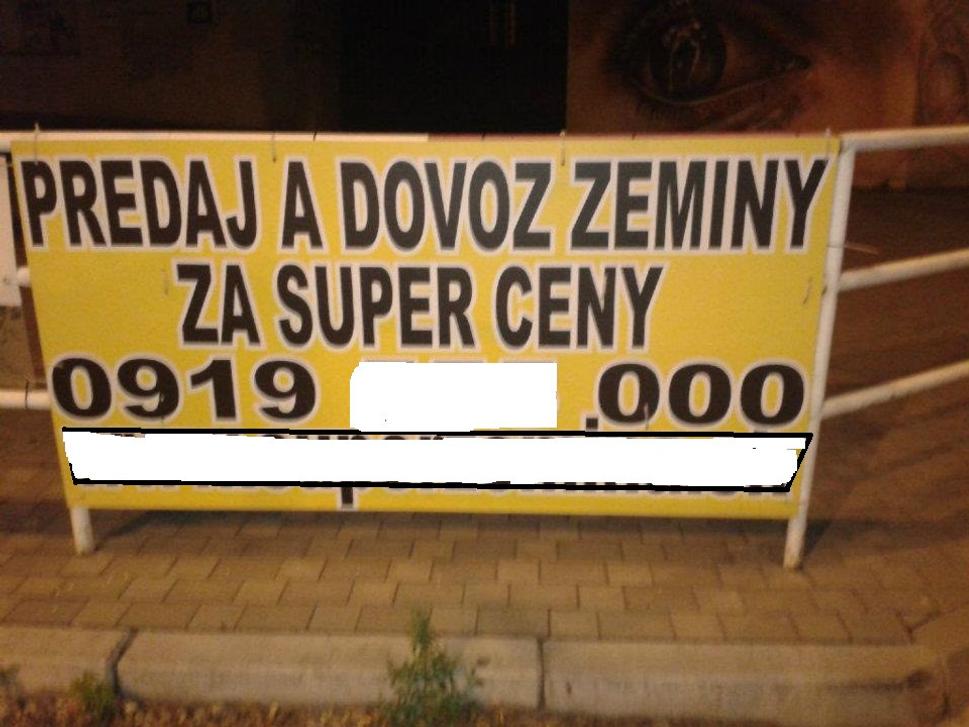 PREDAJ A DOVOZ ZEMINY
ZA SUPER CENY
0919 000